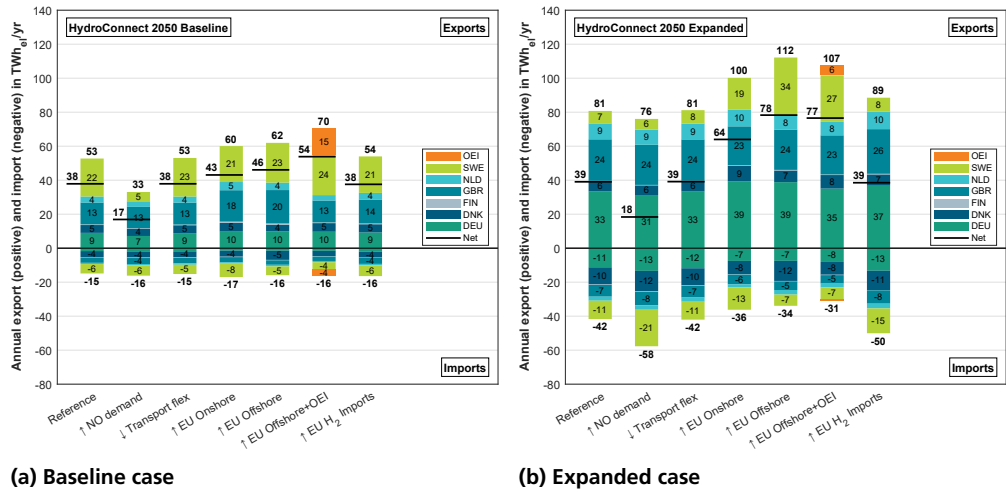 HydroConnect 2050 Baseline
Exports
Annual export (positive) and import (negative) in TWh_el/yr
140
120
100
80
60
40
20
0
-20
-40
-60
-80
53 33 53 60 62 70 54
38 17 38 43 46 54 38
22 5 23 21 23 15 21
24
4 4 5 4 4
13 13 13 18 20 13 14
5 4 5 5 4 5 5
9 7 9 10 10 10 9
-4 -4 -4 -4 -5 -4
-4 -4
-6 -6 -5 -8 -5 -4 -6
-4
-15 -16 -15 -17 -16 -16 -16
OEI
SWE
NLD
GBR
FIN
DNK
DEU
Net
Imports
Reference
↑ NO demand
↓ Transport flex
↑ EU Onshore
↑ EU Offshore
↑ EU Offshore+OEI
↑ EU H2 Imports
(a) Baseline case
HydroConnect 2050 Expanded
Exports
Annual export (positive) and import (negative) in TWh_el/yr
140
120
100
80
60
40
20
0
-20
-40
-60
-80
81 76 81 100 112 107 89
39 18 39 64 78 77 39
6
7 6 8 19 34 27 8
9 9 9 10 8 8 10
24 24 24 23 24 23 26
6 6 6 9 7 8 7
33 31 33 39 39 35 37
-11 -13 -12 -7 -7 -8 -13
-10 -12 -10 -8 -12 -8 -11
-7 -8 -7 -6 -5 -5 -8
-11 -21 -11 -13 -7 -7 -15
-42 -58 -42 -36 -34 -31 -50
OEI
SWE
NLD
GBR
FIN
DNK
DEU
Net
Imports
Reference
↑ NO demand
↓ Transport flex
↑ EU Onshore
↑ EU Offshore
↑ EU Offshore+OEI
↑ EU H2 Imports
(b) Expanded case